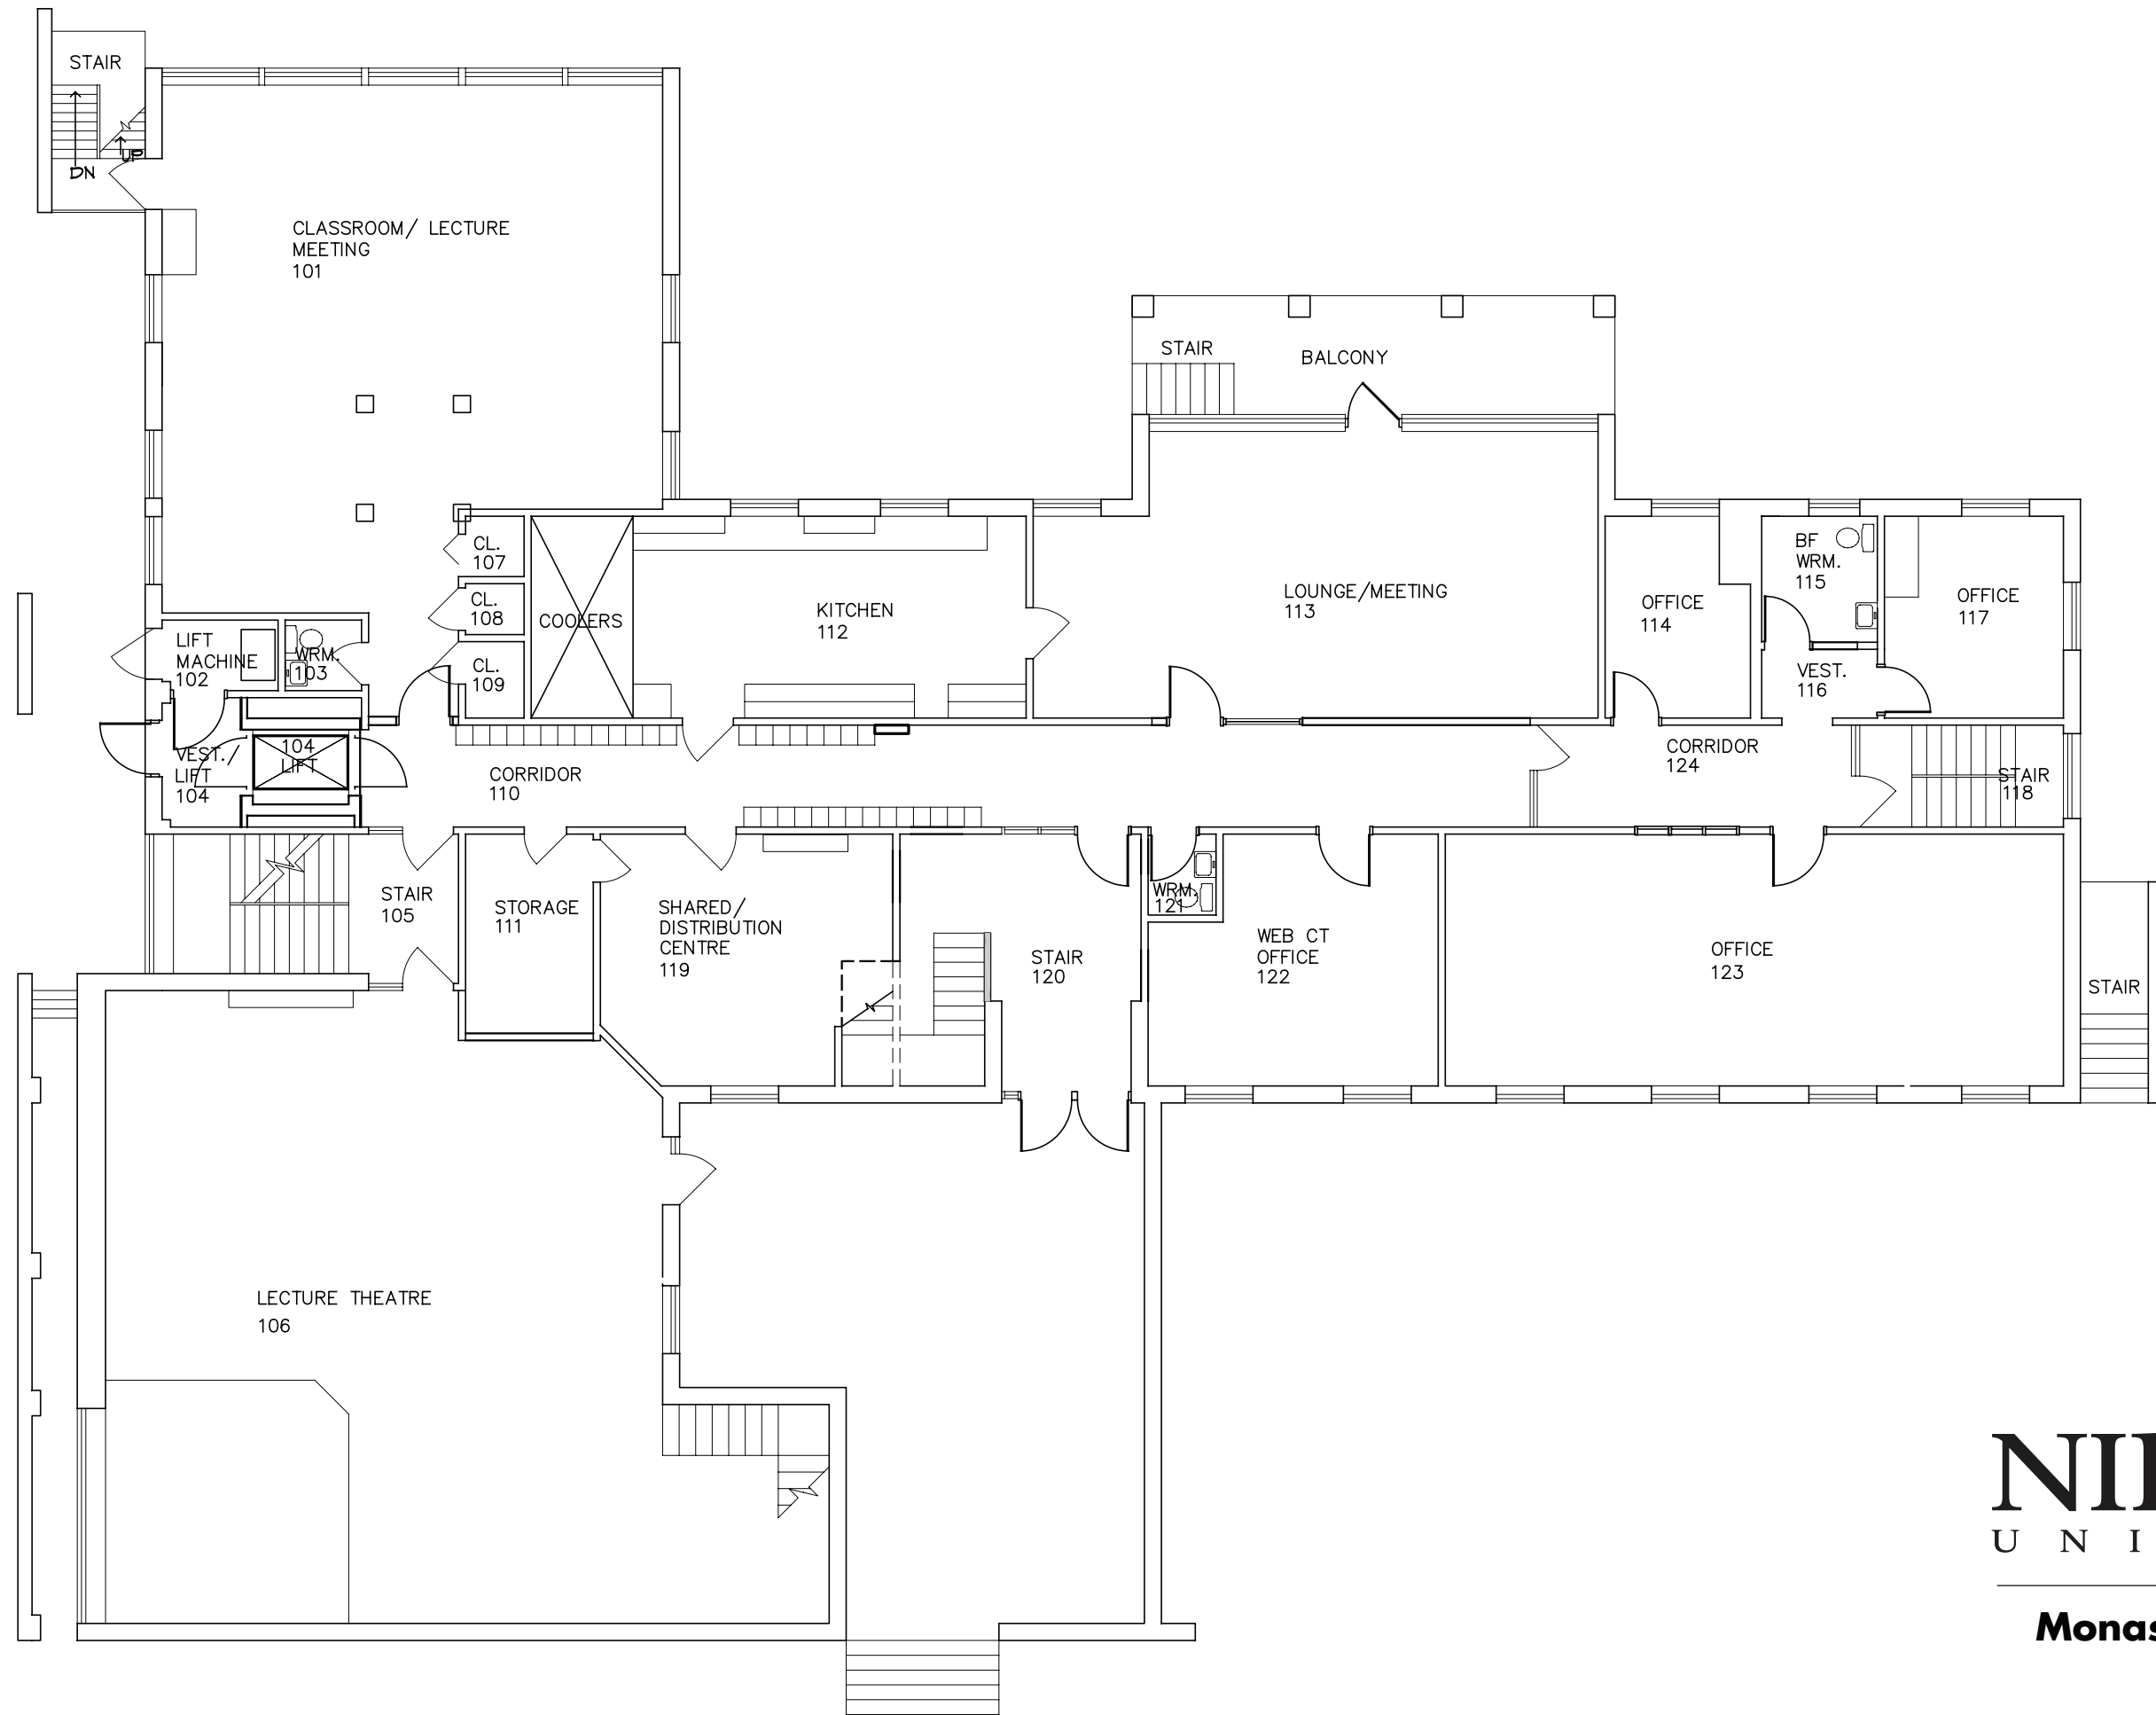 STAIR
UP
DN
CLASSROOM/ LECTURE
MEETING
101
STAIR
BALCONY
CL.
107
CL.
108
COOLERS
KITCHEN
112
LOUNGE/MEETING
113
OFFICE
114
BF
WRM.
115
OFFICE
117
LIFT
MACHINE
102
WRM.
103
CL.
109
VEST.
116
VEST./
LIFT
104
104
LIFT
CORRIDOR
110
CORRIDOR
124
STAIR
118
STAIR
105
STORAGE
111
SHARED/
DISTRIBUTION
CENTRE
119
STAIR
120
WRM.
121
WEB CT
OFFICE
122
OFFICE
123
STAIR
LECTURE THEATRE
106
UNI
Monas